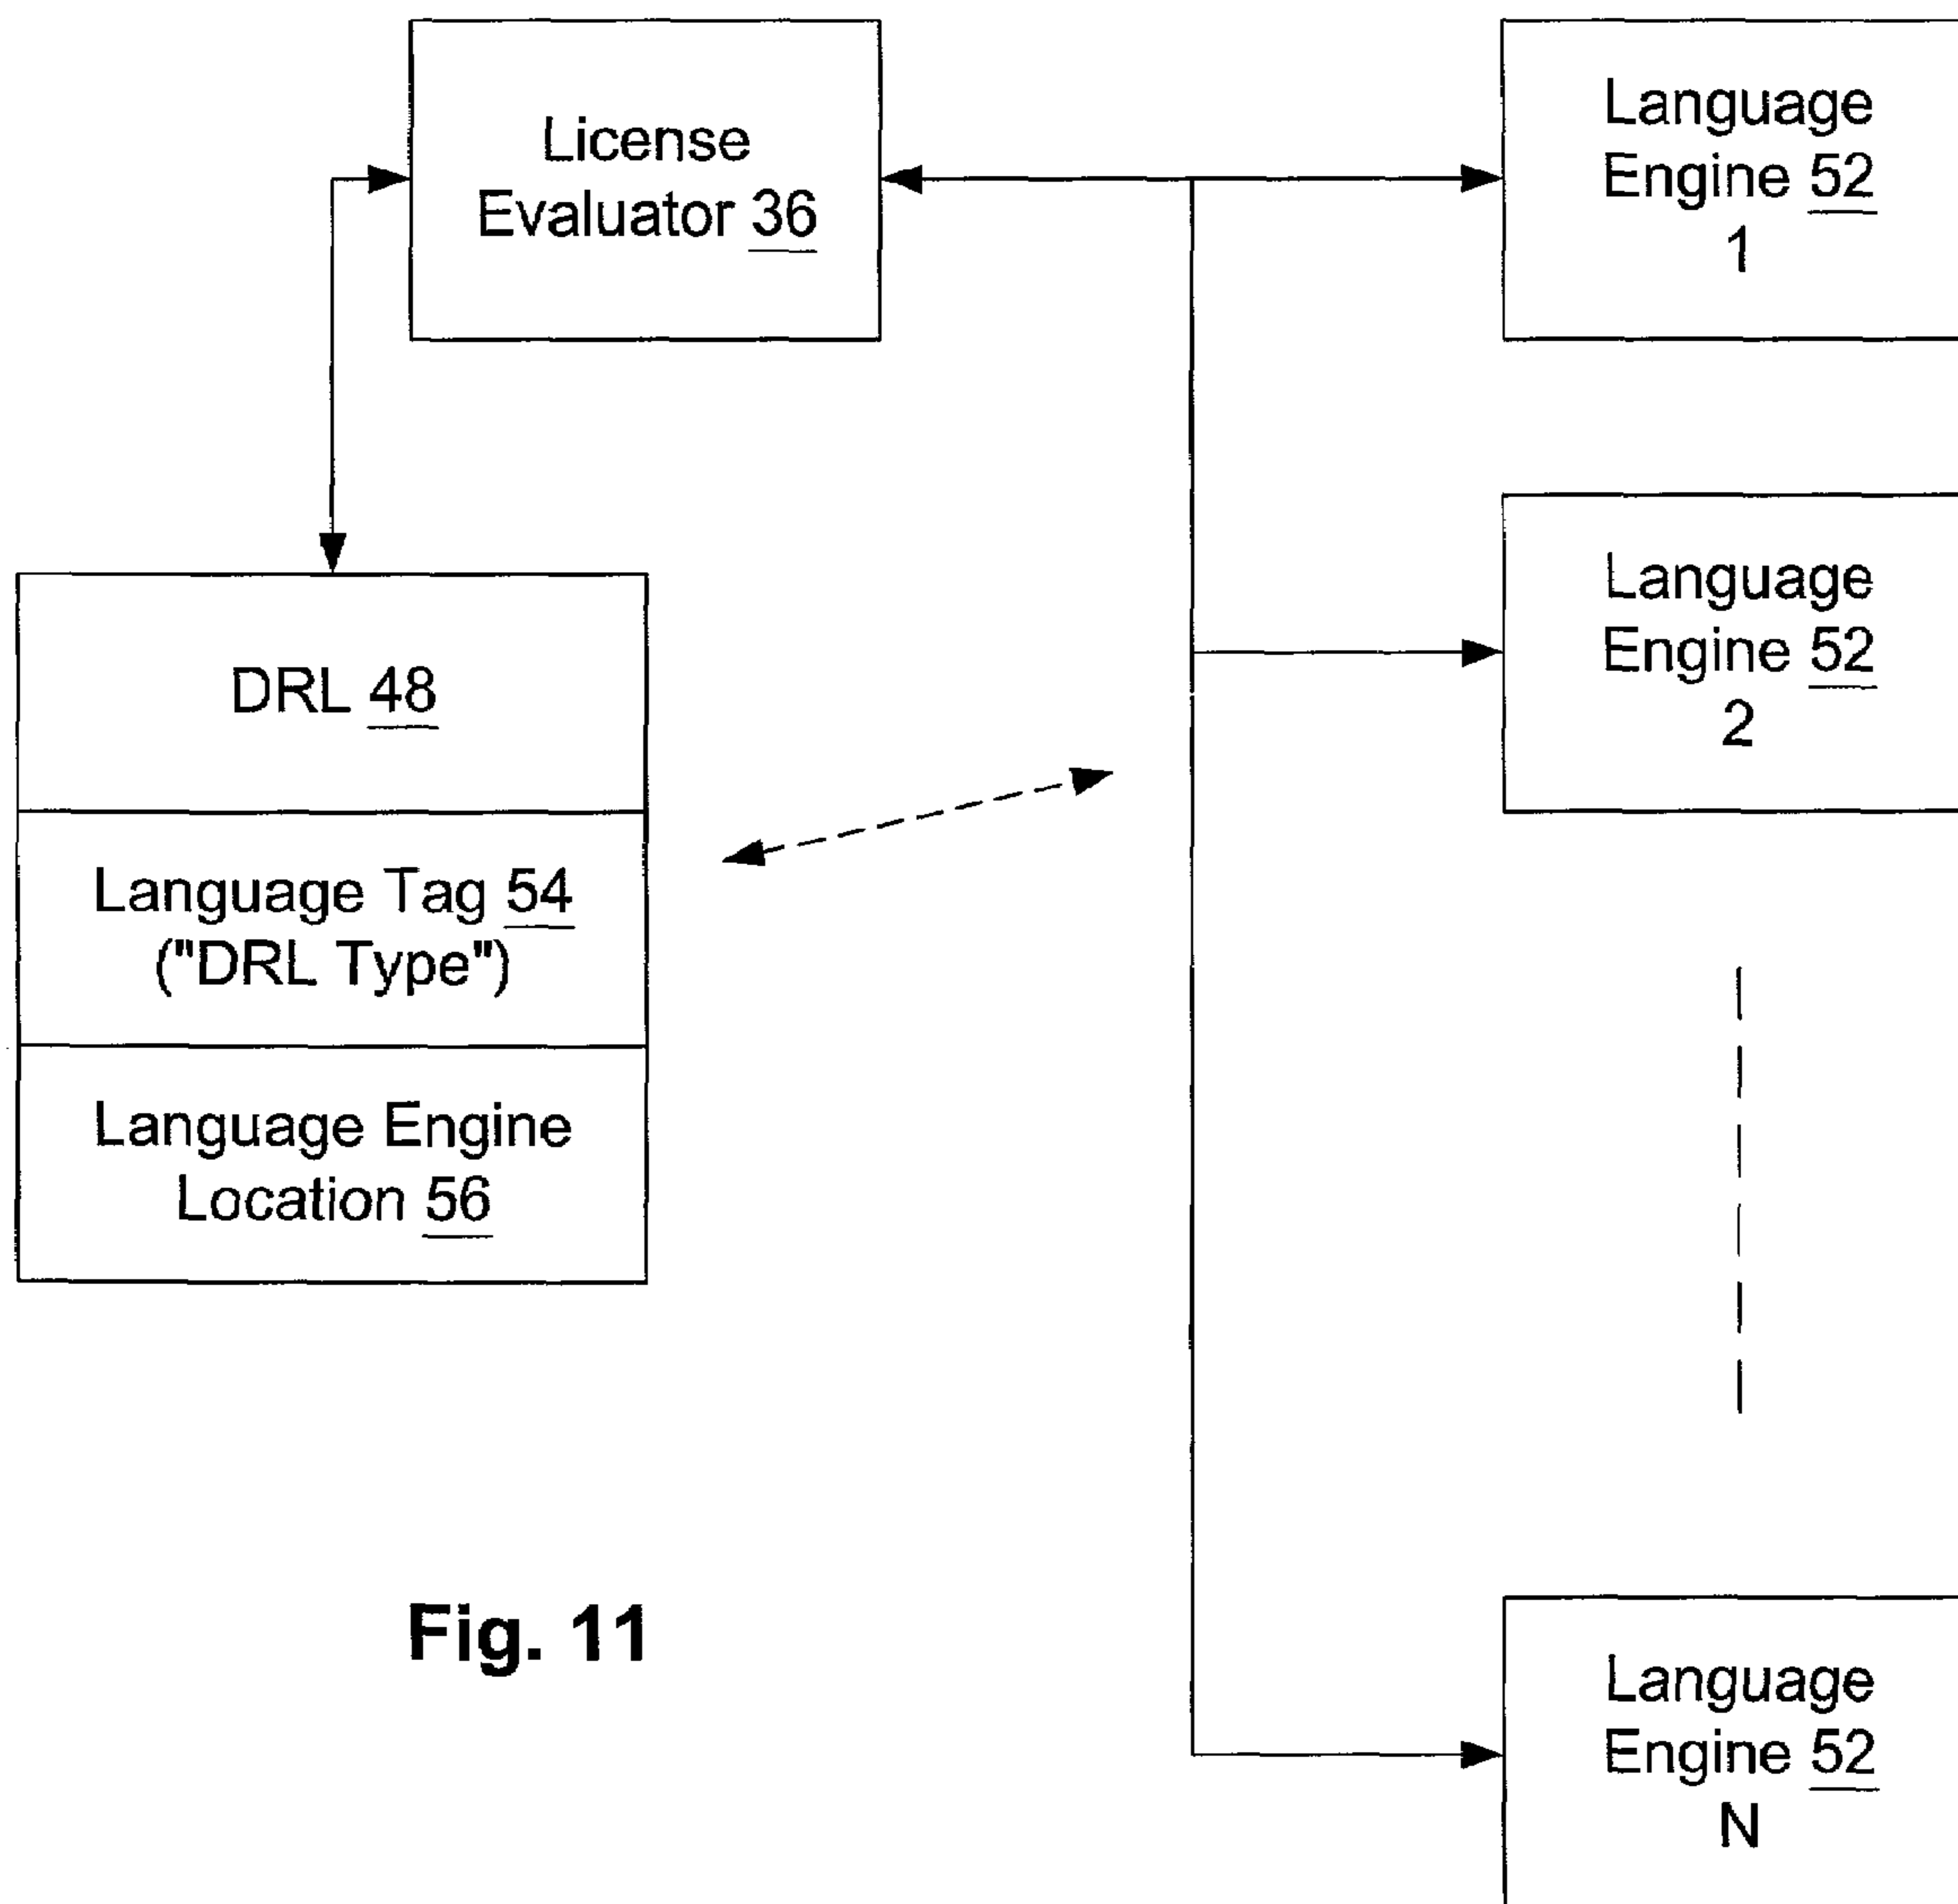 License
Evaluator 36
Language
Engine 52
1
Language
Engine 52
2
DRL 48
Language Tag 54
("DRL Type")
Language Engine
Location 56
Fig. 11
Language
Engine 52
N